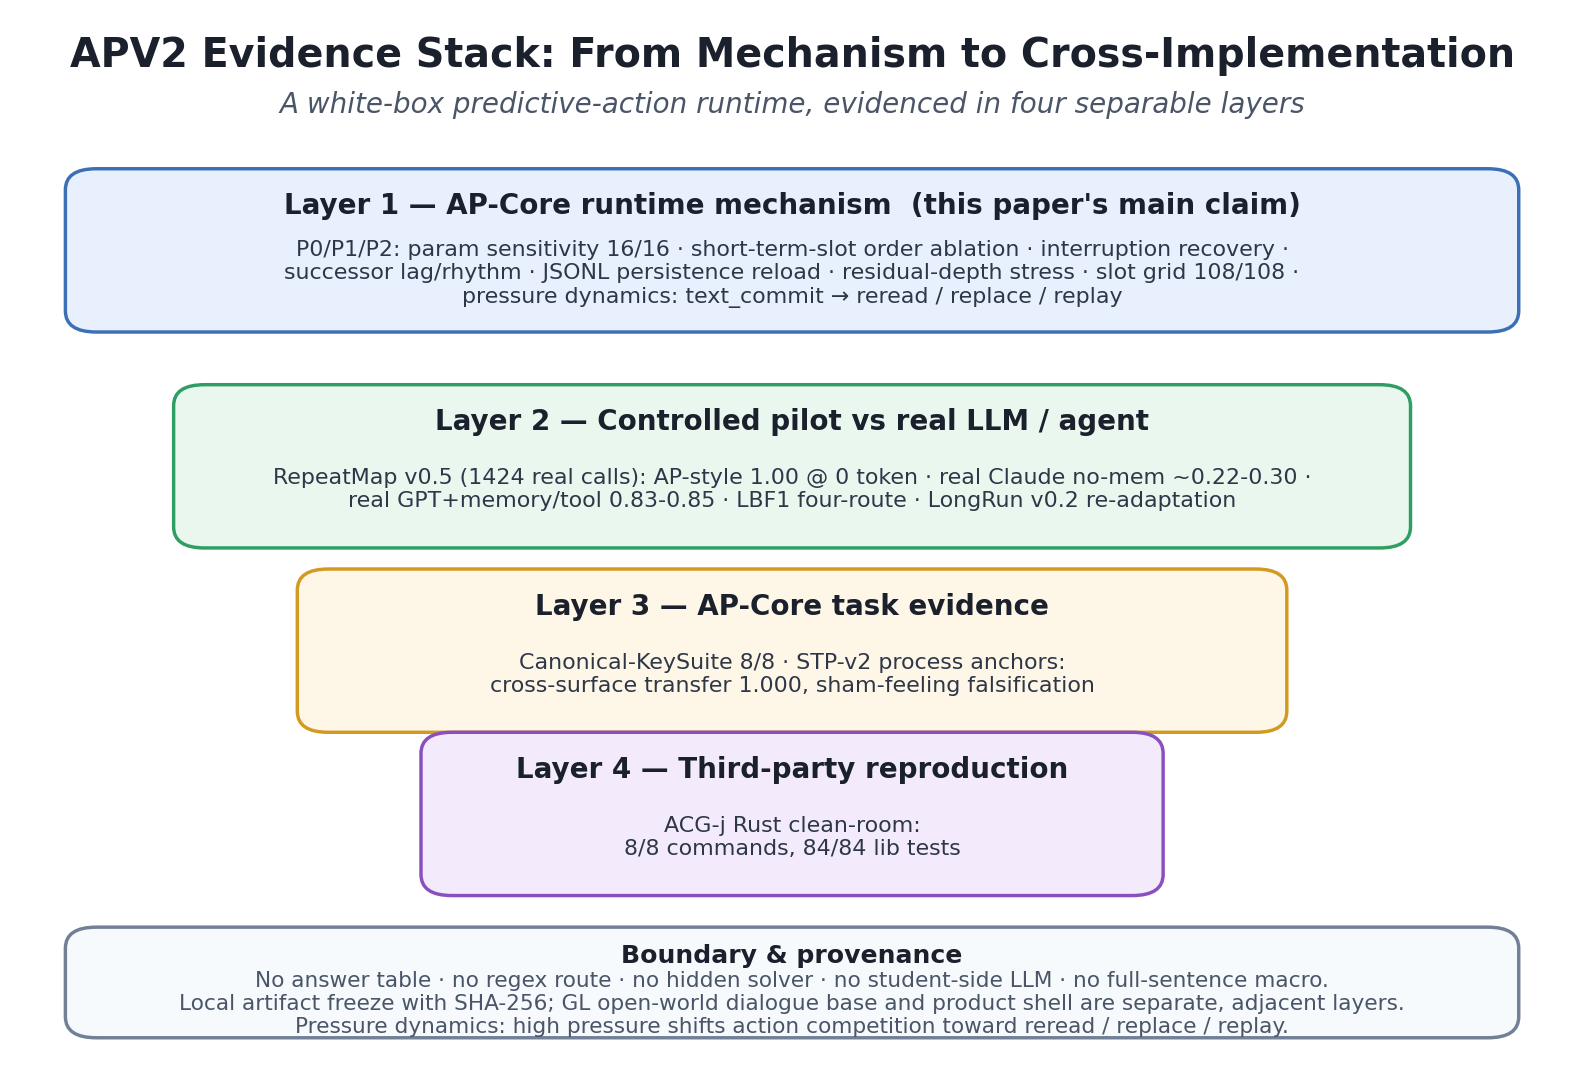 APV2 Evidence Stack: From Mechanism to Cross-Implementation
A white-box predictive-action runtime, evidenced in four separable layers
Layer 1 — AP-Core runtime mechanism  (this paper's main claim)
P0/P1/P2: param sensitivity 16/16 · short-term-slot order ablation · interruption recovery ·
successor lag/rhythm · JSONL persistence reload · residual-depth stress · slot grid 108/108 ·
pressure dynamics: text_commit → reread / replace / replay
Layer 2 — Controlled pilot vs real LLM / agent
RepeatMap v0.5 (1424 real calls): AP-style 1.00 @ 0 token · real Claude no-mem ~0.22-0.30 ·
real GPT+memory/tool 0.83-0.85 · LBF1 four-route · LongRun v0.2 re-adaptation
Layer 3 — AP-Core task evidence
Canonical-KeySuite 8/8 · STP-v2 process anchors:
cross-surface transfer 1.000, sham-feeling falsification
Layer 4 — Third-party reproduction
ACG-j Rust clean-room:
8/8 commands, 84/84 lib tests
Boundary & provenance
No answer table · no regex route · no hidden solver · no student-side LLM · no full-sentence macro.
Local artifact freeze with SHA-256; GL open-world dialogue base and product shell are separate, adjacent layers.
Pressure dynamics: high pressure shifts action competition toward reread / replace / replay.